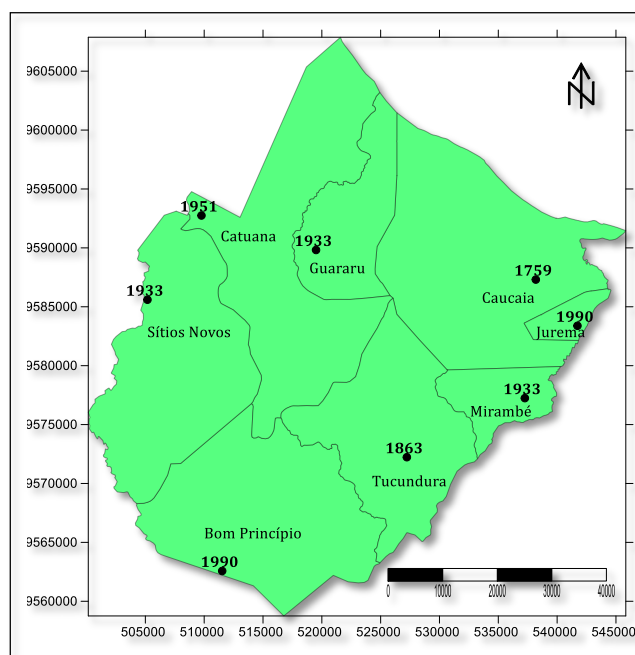 9605000
9600000
9595000
9590000
9585000
9580000
9575000
9570000
9565000
9560000
N
1951
Catuana
1933
Guararu
1933
Sítios Novos
1759
Caucaia
1990
Jurema
1933
Mirambé
1863
Tucundura
Bom Princípio
1990
0 10000 20000 30000 40000
505000 510000 515000 520000 525000 530000 535000 540000 545000